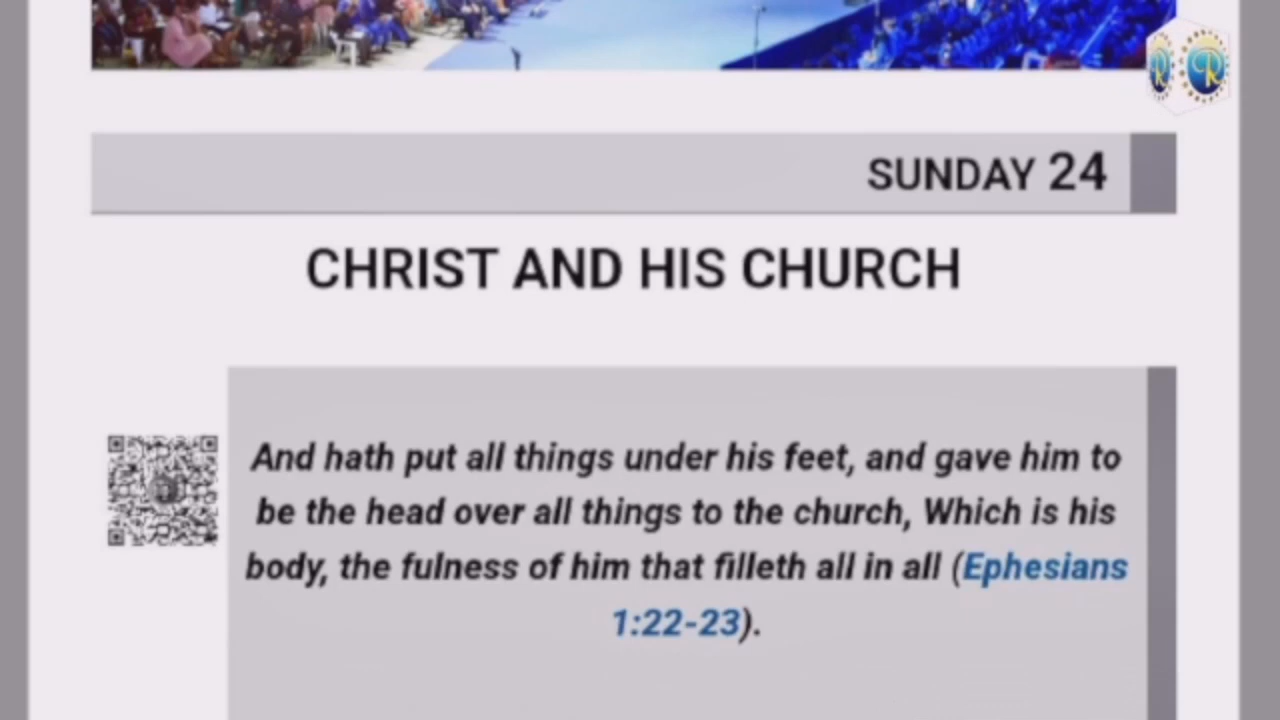 SUNDAY 24
CHRIST AND HIS CHURCH
And hath put all things under his feet, and gave him to
be the head over all things to the church, Which is his
body, the fulness of him that filleth all in all (Ephesians
1:22-23).